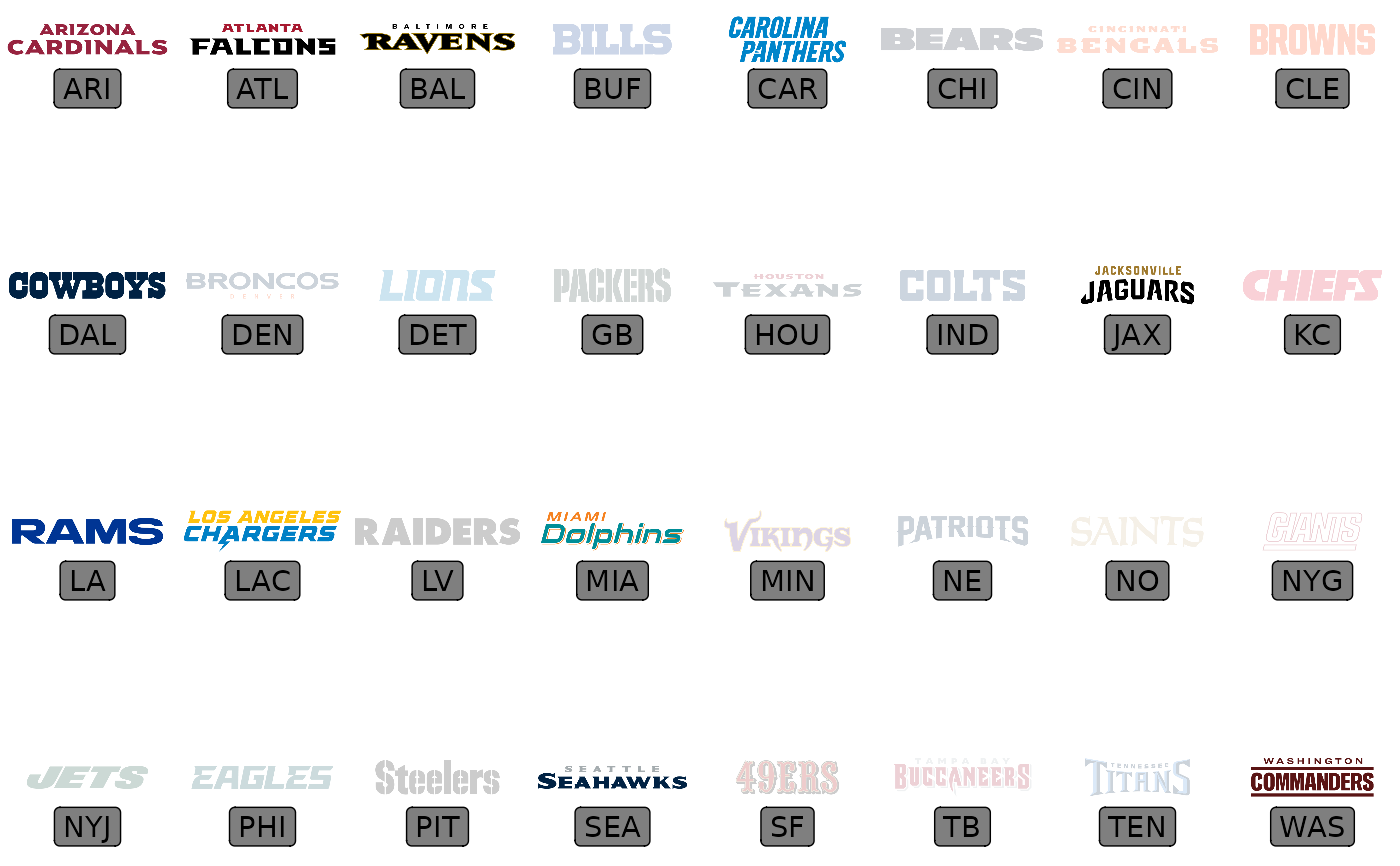 ARIZONA
CARDINALS
ARI
ATLANTA
FALCONS
ATL
BALTIMORE
RAVENS
BAL
BILLS
BUF
CAROLINA
PANTHERS
CAR
BEARS
CHI
CINCINNATI
BENGALS
CIN
BROWNS
CLE
COWBOYS
DAL
BRONCOS
DENVER
DEN
LIONS
DET
PACKERS
GB
HOUSTON
TEXANS
HOU
COLTS
IND
JACKSONVILLE
JAGUARS
JAX
CHIEFS
KC
RAMS
LA
LOS ANGELES
CHARGERS
LAC
RAIDERS
LV
MIAMI
Dolphins
MIA
VIKINGS
MIN
PATRIOTS
NE
SAINTS
NO
GIANTS
NYG
JETS
NYJ
EAGLES
PHI
Steelers
PIT
SEATTLE
SEAHAWKS
SEA
49ERS
SF
TAMPA BAY
BUCCANEERS
TB
TENNESSEE
TITANS
TEN
WASHINGTON
COMMANDERS
WAS